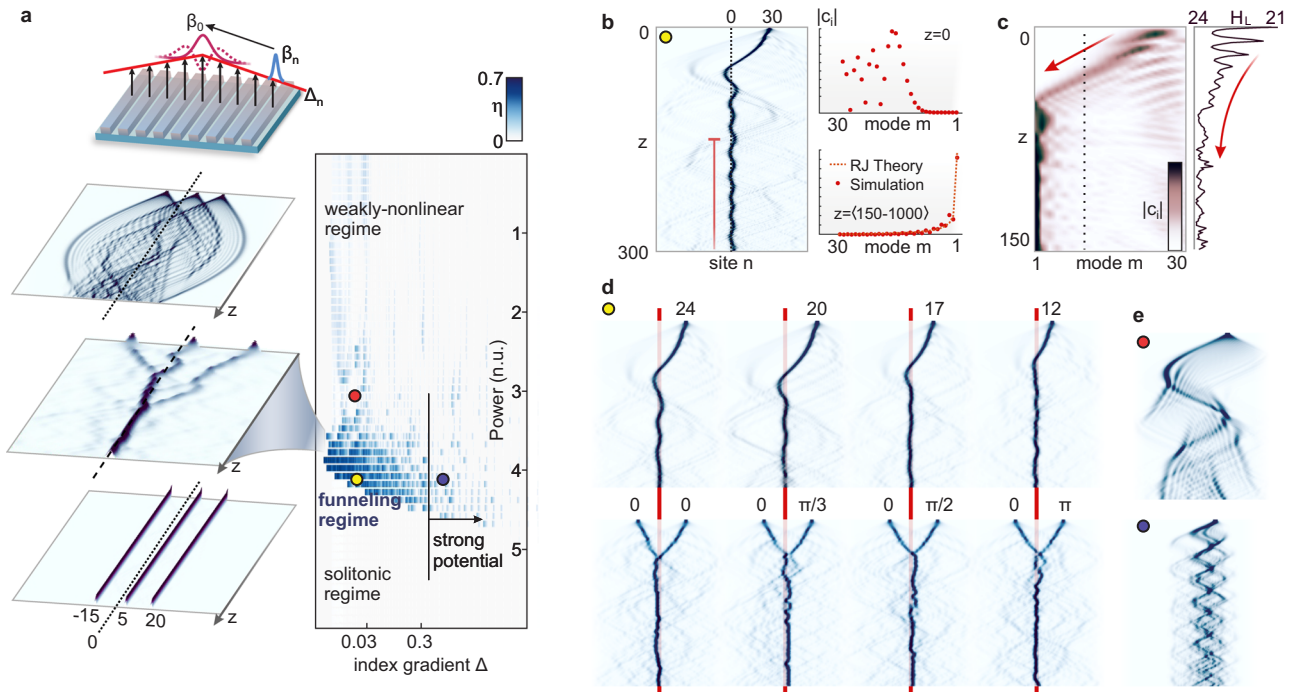 a
β₀
βₙ
Δₙ
0.7
η
0
z
z
z
-15
5
20
0
weakly-nonlinear
regime
funneling
regime
strong
potential
solitonic
regime
Power (n.u.)
1
2
3
4
5
0.03
0.3
index gradient Δ
b
0
30
0
100
z
300
site n
|cᵢ|
z=0
30
mode m
1
RJ Theory
Simulation
z=⟨150-1000⟩
30
mode m
1
c
0
z
150
|cᵢ|
1
mode m
30
24
H_L
21
d
24
20
17
12
0
0
0
π/3
0
π/2
0
π
e